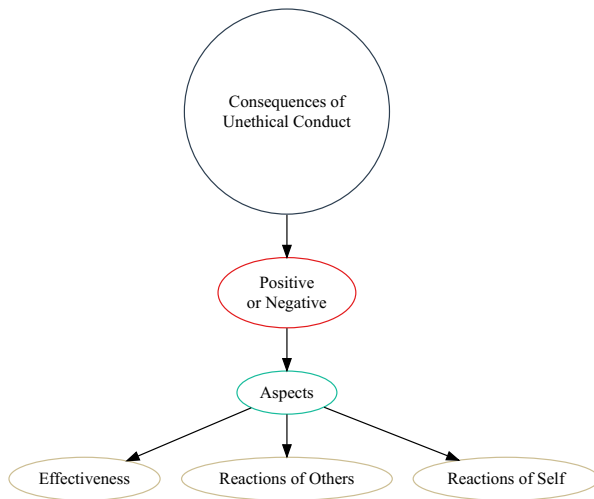 Consequences of
Unethical Conduct
Positive
or Negative
Aspects
Effectiveness
Reactions of Others
Reactions of Self